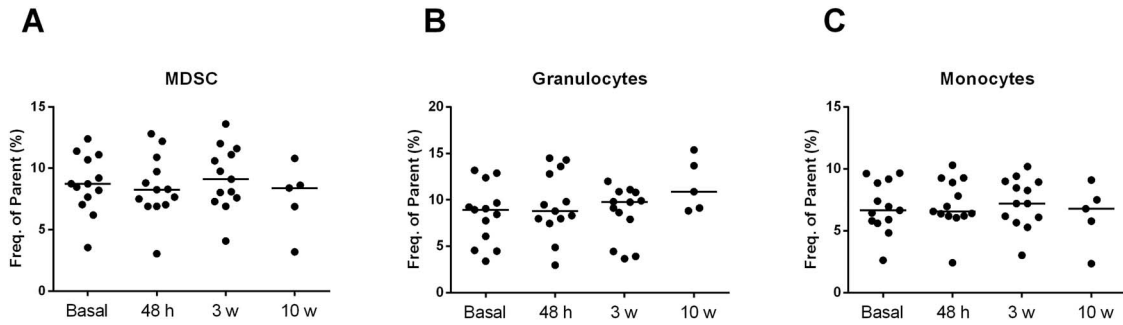 A
B
C
MDSC
Granulocytes
Monocytes
Freq. of Parent (%)
15
10
5
0
Basal
48 h
3 w
10 w
Freq. of Parent (%)
20
15
10
5
0
Basal
48 h
3 w
10 w
Freq. of Parent (%)
15
10
5
0
Basal
48 h
3 w
10 w